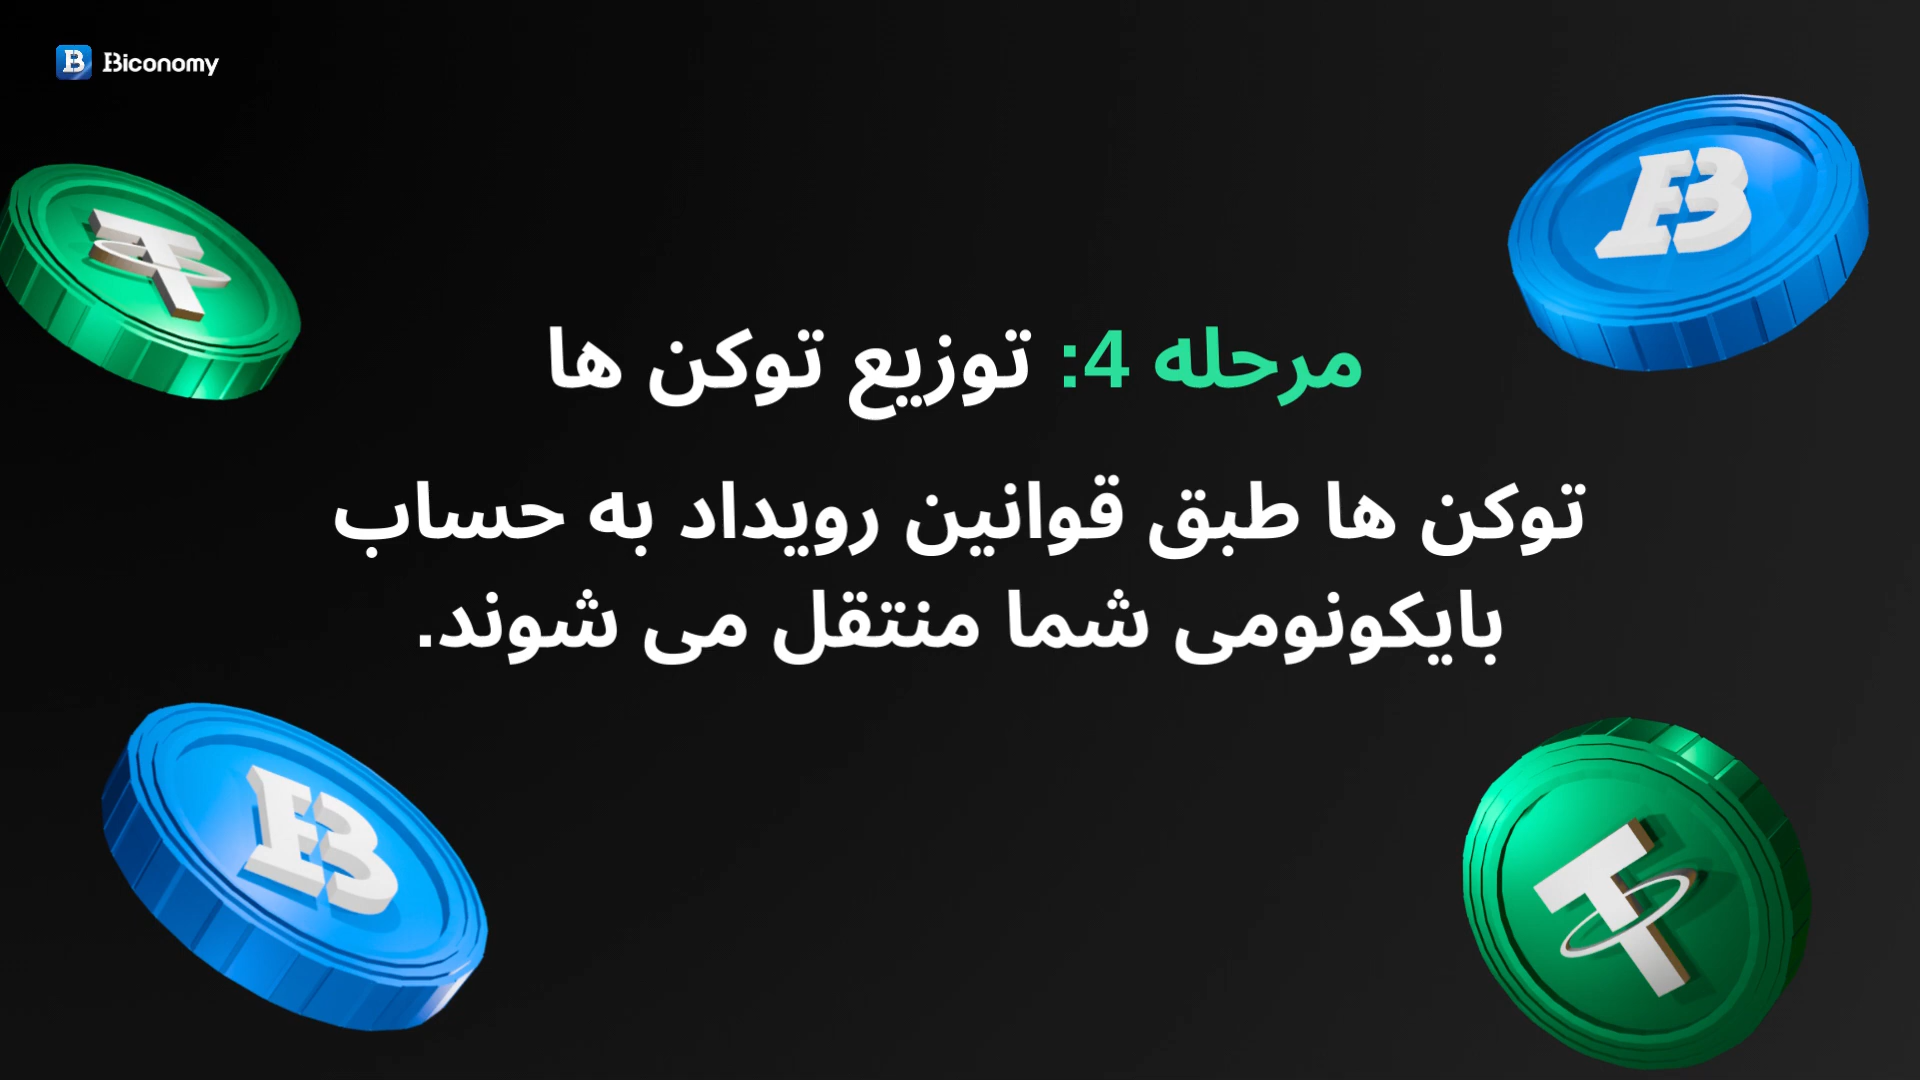 Biconomy
مرحله 4: توزیع توکن ها
توکن ها طبق قوانین رویداد به حساب
بایکونومی شما منتقل می شوند.